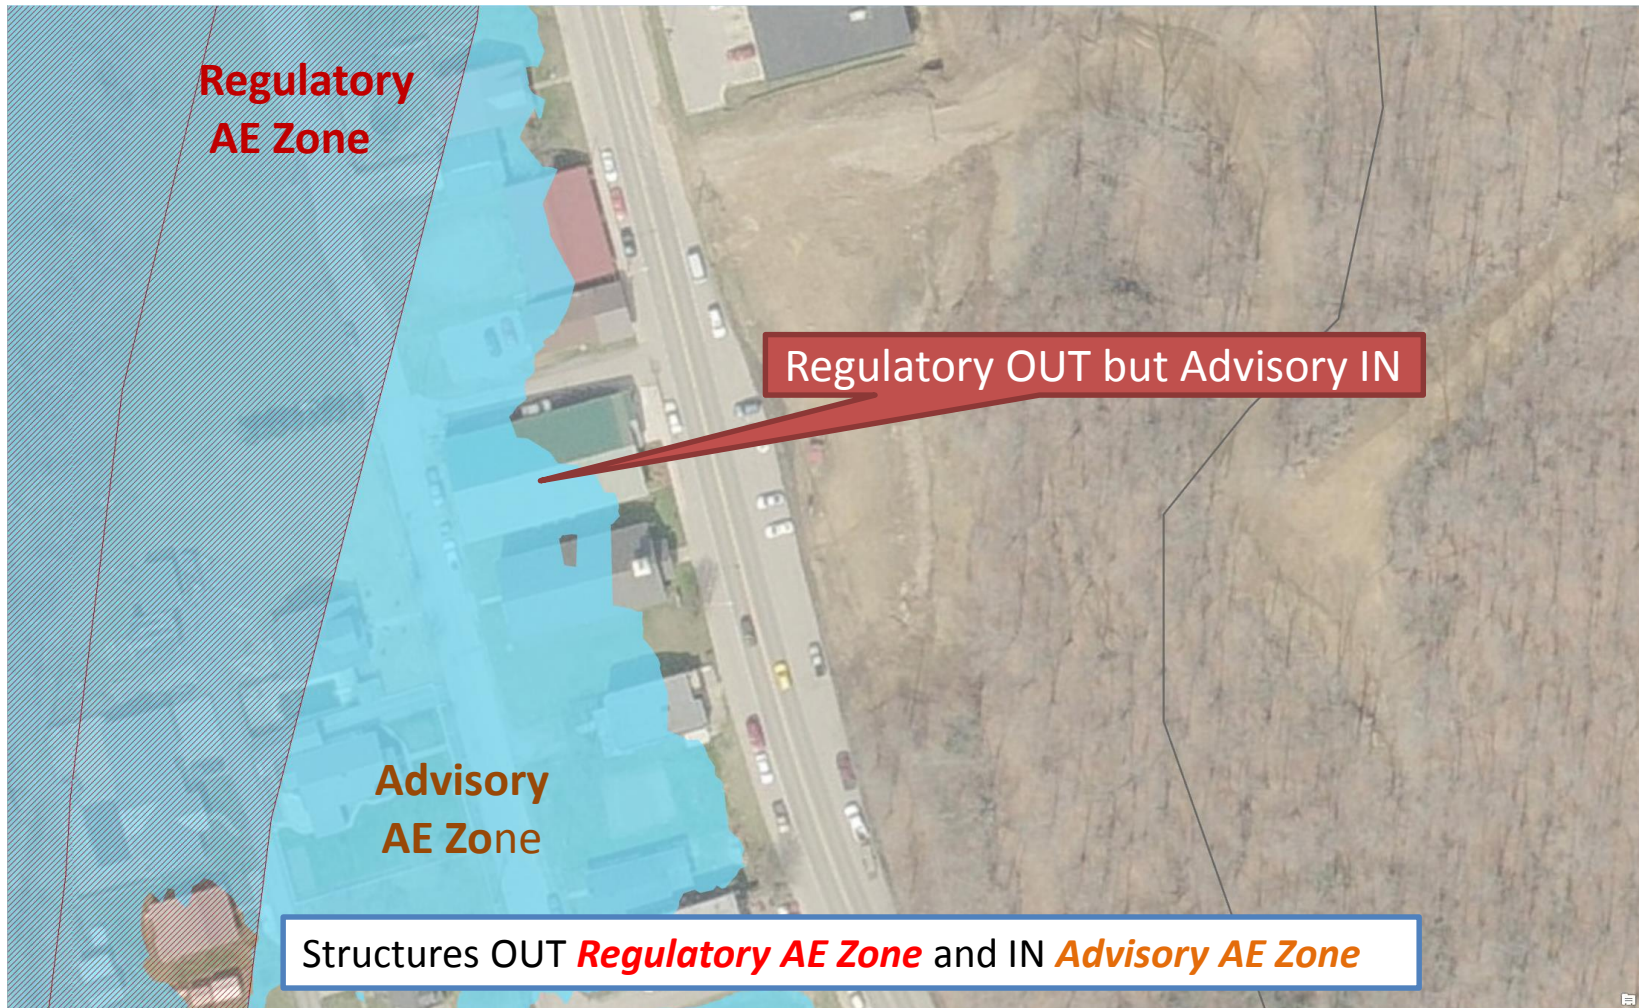 Regulatory
AE Zone
Regulatory OUT but Advisory IN
Advisory
AE Zone
Structures OUT Regulatory AE Zone and IN Advisory AE Zone